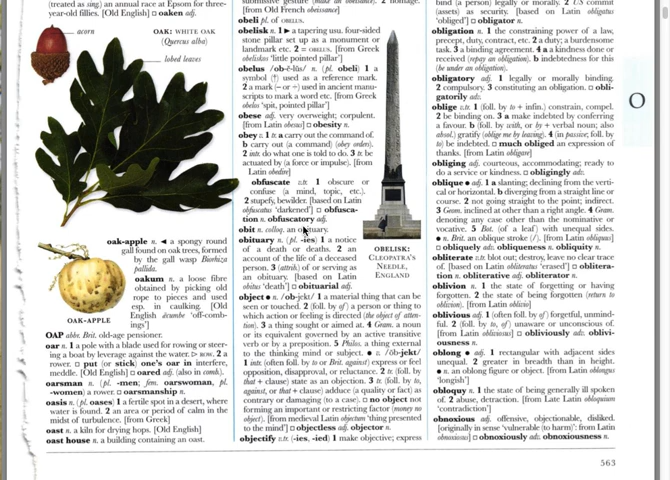 (treated as sing.) an annual race at Epsom for three-
year-old fillies. [Old English] □ oaken adj.
acorn
OAK: WHITE OAK
(Quercus alba)
lobed leaves
oak-apple n. ◄ a spongy round
gall found on oak trees, formed
by the gall wasp Biorhiza
pallida.
oakum n. a loose fibre
obtained by picking old
rope to pieces and used
esp. in caulking. [Old
English ācumbe 'off-comb-
ings']
OAK-APPLE
OAP abbr. Brit. old-age pensioner.
oar n. 1 a pole with a blade used for rowing or steer-
ing a boat by leverage against the water. ▷ ROW. 2 a
rower. □ put (or stick) one's oar in interfere,
meddle. [Old English] □ oared adj. (also in comb.).
oarsman n. (pl. -men; fem. oarswoman, pl.
-women) a rower. □ oarsmanship n.
oasis n. (pl. oases) 1 a fertile spot in a desert, where
water is found. 2 an area or period of calm in the
midst of turbulence. [from Greek]
oast n. a kiln for drying hops. [Old English]
oast house n. a building containing an oast.
submissive gesture (make an obeisance). 2 homage.
[from Old French obeissance]
obeli pl. of OBELUS.
obelisk n. 1 ► a tapering usu. four-sided
stone pillar set up as a monument or
landmark etc. 2 = OBELUS. [from Greek
obeliskos 'little pointed pillar']
obelus /ob-ĕ-lŭs/ n. (pl. obeli) 1 a
symbol (†) used as a reference mark.
2 a mark (– or ÷) used in ancient manu-
scripts to mark a word etc. [from Greek
obelos 'spit, pointed pillar']
obese adj. very overweight; corpulent.
[from Latin obesus] □ obesity n.
obey v. 1 tr. a carry out the command of.
b carry out (a command) (obey orders).
2 intr. do what one is told to do. 3 tr. be
actuated by (a force or impulse). [from
Latin obedire]
obfuscate v.tr. 1 obscure or
confuse (a mind, topic, etc.).
2 stupefy, bewilder. [based on Latin
obfuscatus 'darkened'] □ obfusca-
tion n. obfuscatory adj.
obit n. colloq. an obituary.
obituary n. (pl. -ies) 1 a notice
of a death or deaths. 2 an
account of the life of a deceased
person. 3 (attrib.) of or serving as
an obituary. [based on Latin
obitus 'death'] □ obituarial adj.
object ● n. /ob-jekt/ 1 a material thing that can be
seen or touched. 2 (foll. by of) a person or thing to
which action or feeling is directed (the object of atten-
tion). 3 a thing sought or aimed at. 4 Gram. a noun
or its equivalent governed by an active transitive
verb or by a preposition. 5 Philos. a thing external
to the thinking mind or subject. ● v. /ŏb-jekt/
1 intr. (often foll. by to or Brit. against) express or feel
opposition, disapproval, or reluctance. 2 tr. (foll. by
that + clause) state as an objection. 3 tr. (foll. by to,
against, or that + clause) adduce (a quality or fact) as
contrary or damaging (to a case). □ no object not
forming an important or restricting factor (money no
object). [from medieval Latin objectum 'thing presented
to the mind'] □ objectless adj. objector n.
objectify v.tr. (-ies, -ied) 1 make objective; express
OBELISK:
CLEOPATRA'S
NEEDLE,
ENGLAND
bind (a person) legally or morally. 2 US commit
(assets) as security. [based on Latin obligatus
'obliged'] □ obligator n.
obligation n. 1 the constraining power of a law,
precept, duty, contract, etc. 2 a duty; a burdensome
task. 3 a binding agreement. 4 a a kindness done or
received (repay an obligation). b indebtedness for this
(be under an obligation).
obligatory adj. 1 legally or morally binding.
2 compulsory. 3 constituting an obligation. □ obli-
gatorily adv.
oblige v.tr. 1 (foll. by to + infin.) constrain, compel.
2 be binding on. 3 a make indebted by conferring
a favour. b (foll. by with, or by + verbal noun; also
absol.) gratify (oblige me by leaving). 4 (in passive; foll. by
to) be indebted. □ much obliged an expression of
thanks. [from Latin obligare]
obliging adj. courteous, accommodating; ready to
do a service or kindness. □ obligingly adv.
oblique ● adj. 1 a slanting; declining from the verti-
cal or horizontal. b diverging from a straight line or
course. 2 not going straight to the point; indirect.
3 Geom. inclined at other than a right angle. 4 Gram.
denoting any case other than the nominative or
vocative. 5 Bot. (of a leaf) with unequal sides.
● n. Brit. an oblique stroke (/). [from Latin obliquus]
□ obliquely adv. obliqueness n. obliquity n.
obliterate v.tr. blot out; destroy, leave no clear trace
of. [based on Latin obliteratus 'erased'] □ oblitera-
tion n. obliterative adj. obliterator n.
oblivion n. 1 the state of forgetting or having
forgotten. 2 the state of being forgotten (return to
oblivion). [from Latin oblivio]
oblivious adj. 1 (often foll. by of) forgetful, unmind-
ful. 2 (foll. by to, of) unaware or unconscious of.
[from Latin obliviosus] □ obliviously adv. oblivi-
ousness n.
oblong ● adj. 1 rectangular with adjacent sides
unequal. 2 greater in breadth than in height.
● n. an oblong figure or object. [from Latin oblongus
'longish']
obloquy n. 1 the state of being generally ill spoken
of. 2 abuse, detraction. [from Late Latin obloquium
'contradiction']
obnoxious adj. offensive, objectionable, disliked.
[originally in sense 'vulnerable (to harm)': from Latin
obnoxiosus] □ obnoxiously adv. obnoxiousness n.
O
563